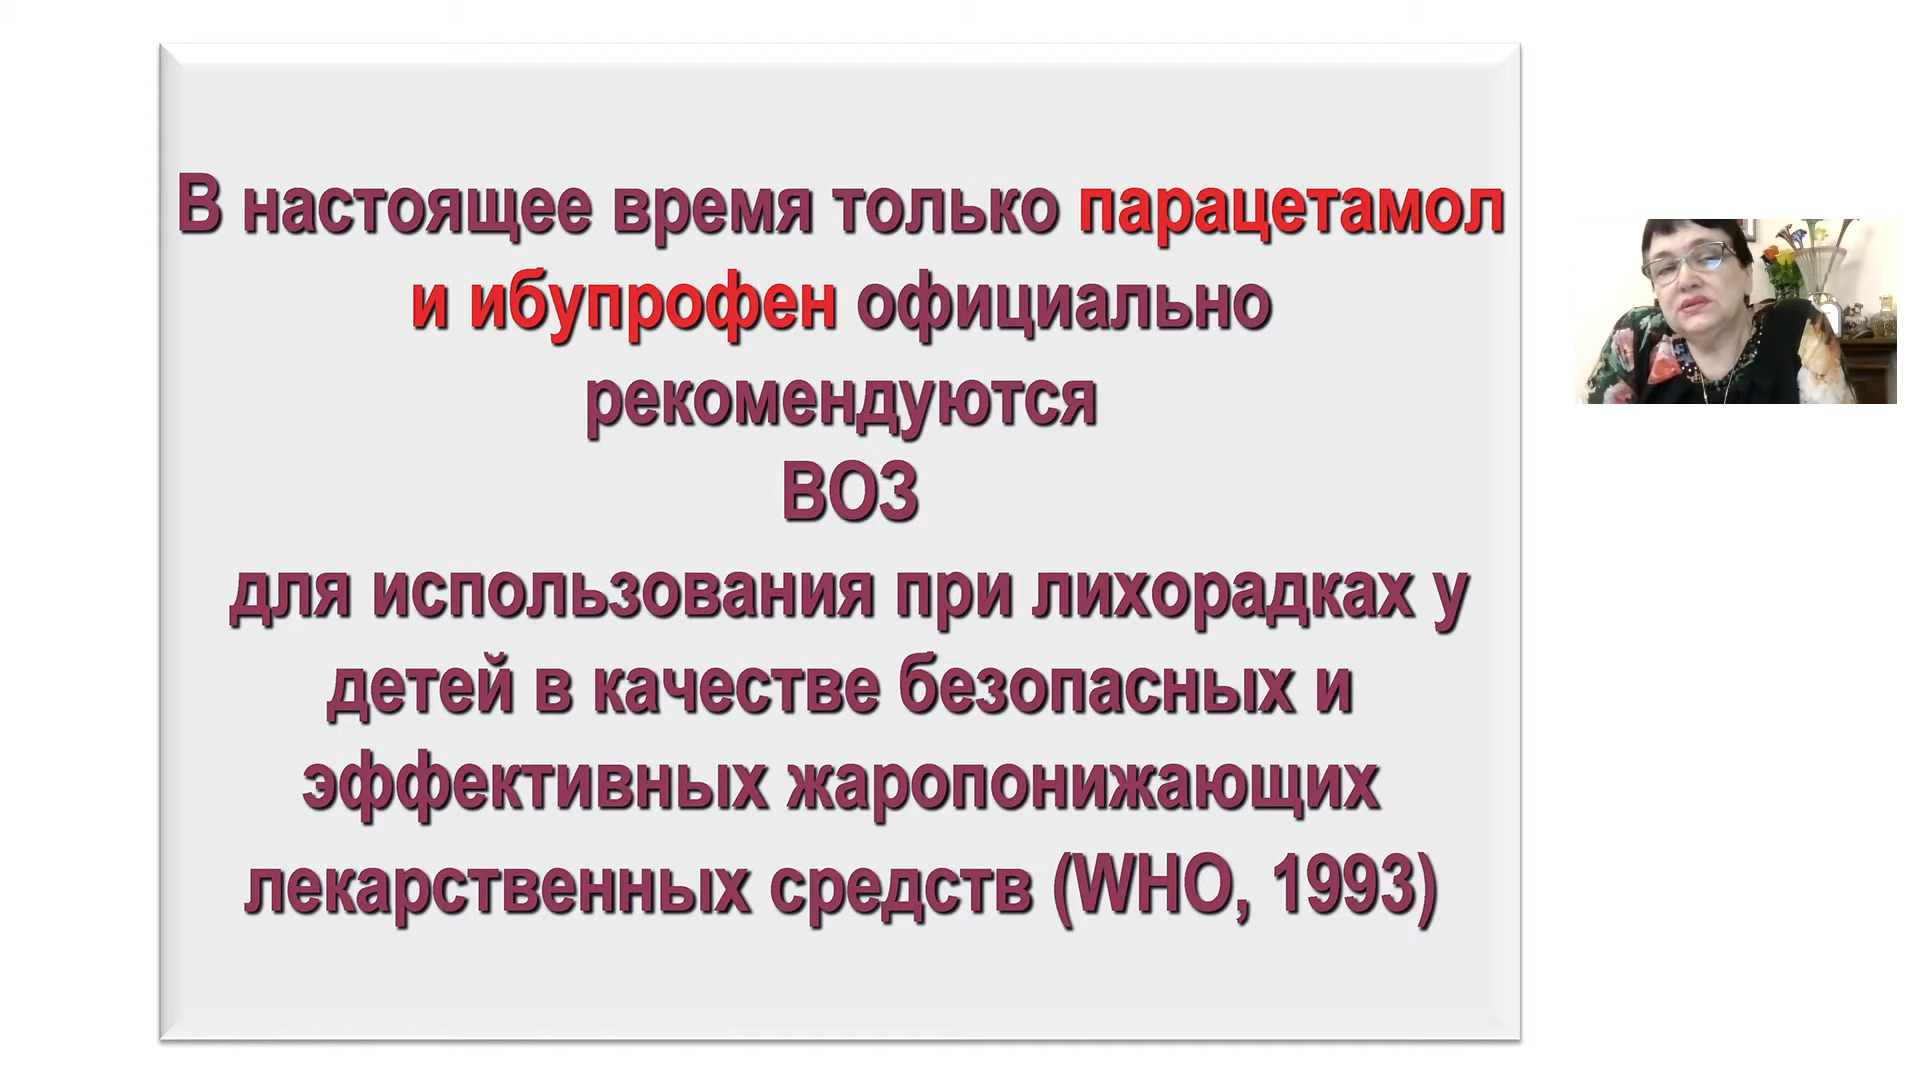 В настоящее время только парацетамол
и ибупрофен официально
рекомендуются
ВОЗ
для использования при лихорадках у
детей в качестве безопасных и
эффективных жаропонижающих
лекарственных средств (WHO, 1993)